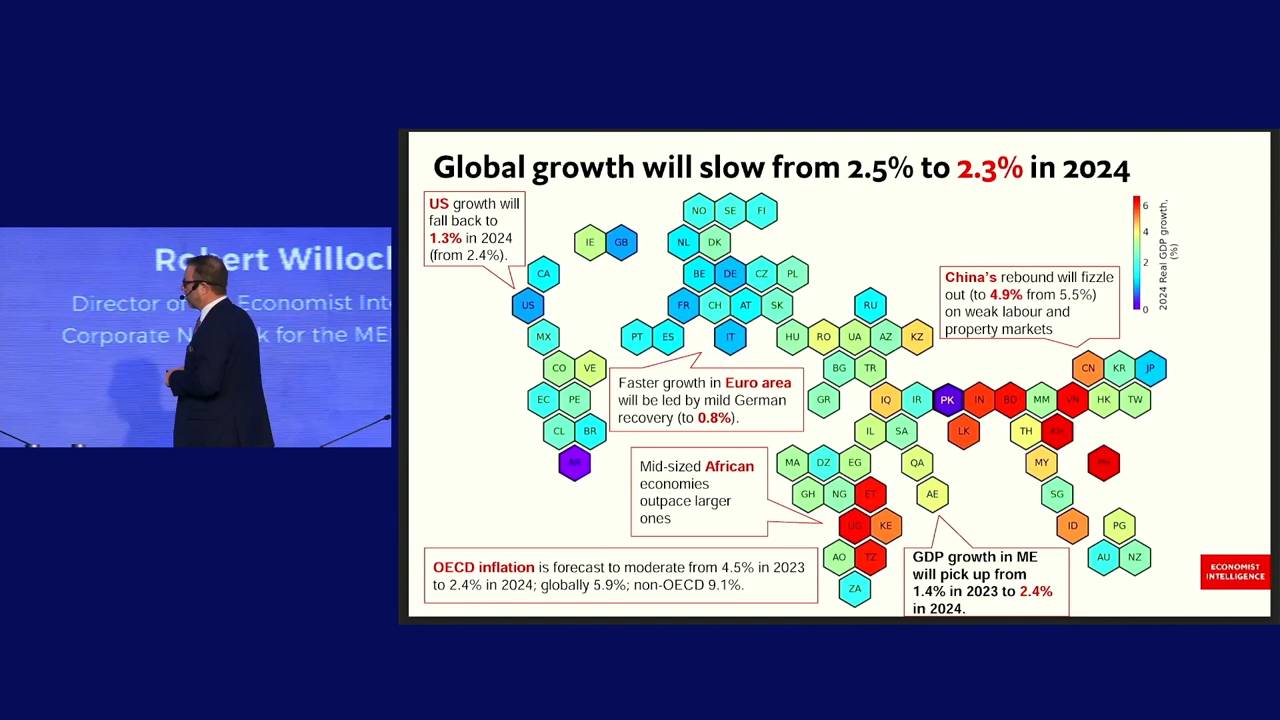 Global growth will slow from 2.5% to 2.3% in 2024
US growth will
fall back to
1.3% in 2024
(from 2.4%).
NO SE FI
IE GB NL DK
CA BE DE CZ PL
US FR CH AT SK RU
MX PT ES IT HU RO UA AZ KZ
CO VE BG TR CN KR JP
EC PE GR IQ IR PK IN BD MM VN HK TW
CL BR IL SA LK TH KH
AR MA DZ EG QA MY PH
GH NG ET AE SG
UG KE ID PG
AO TZ AU NZ
ZA
6
4
2
0
2024 Real GDP growth,
(%)
China's rebound will fizzle
out (to 4.9% from 5.5%)
on weak labour and
property markets
Faster growth in Euro area
will be led by mild German
recovery (to 0.8%).
Mid-sized African
economies
outpace larger
ones
OECD inflation is forecast to moderate from 4.5% in 2023
to 2.4% in 2024; globally 5.9%; non-OECD 9.1%.
GDP growth in ME
will pick up from
1.4% in 2023 to 2.4%
in 2024.
ECONOMIST
INTELLIGENCE
Robert
Director Economist
Corporate for the ME